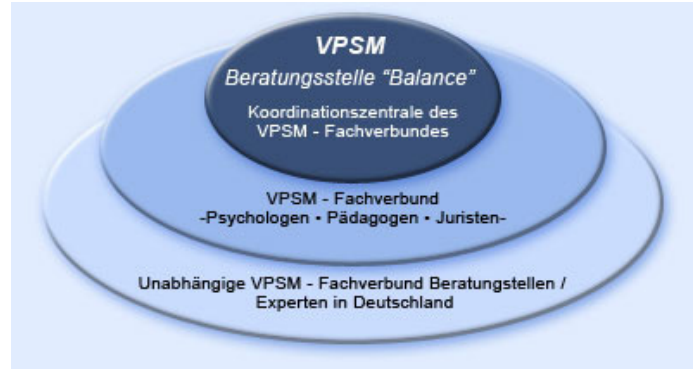 VPSM
Beratungsstelle "Balance"
Koordinationszentrale des
VPSM - Fachverbundes
VPSM - Fachverbund
-Psychologen • Pädagogen • Juristen-
Unabhängige VPSM - Fachverbund Beratungstellen /
Experten in Deutschland